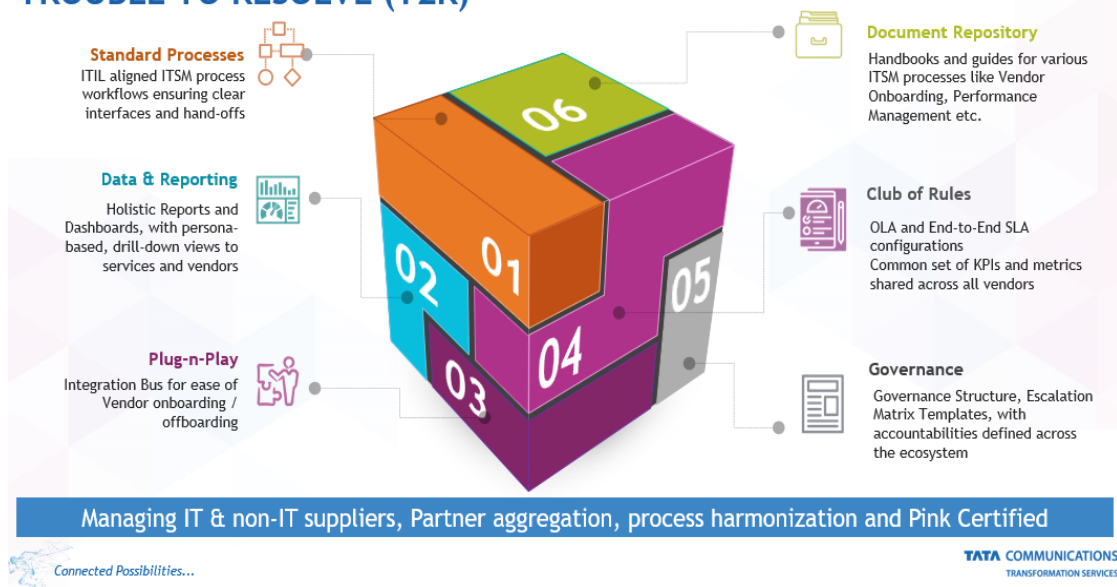 TROUBLE TO RESOLVE (T2R)
Standard Processes
ITIL aligned ITSM process
workflows ensuring clear
interfaces and hand-offs
Data & Reporting
Holistic Reports and
Dashboards, with persona-
based, drill-down views to
services and vendors
Plug-n-Play
Integration Bus for ease of
Vendor onboarding /
offboarding
06
01
02
05
04
03
Document Repository
Handbooks and guides for various
ITSM processes like Vendor
Onboarding, Performance
Management etc.
Club of Rules
OLA and End-to-End SLA
configurations
Common set of KPIs and metrics
shared across all vendors
Governance
Governance Structure, Escalation
Matrix Templates, with
accountabilities defined across
the ecosystem
Managing IT & non-IT suppliers, Partner aggregation, process harmonization and Pink Certified
Connected Possibilities...
TATA COMMUNICATIONS
TRANSFORMATION SERVICES